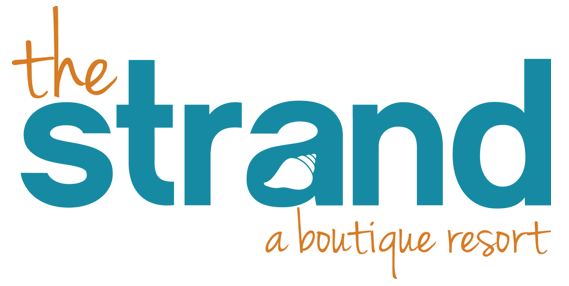 the
strand
a boutique resort